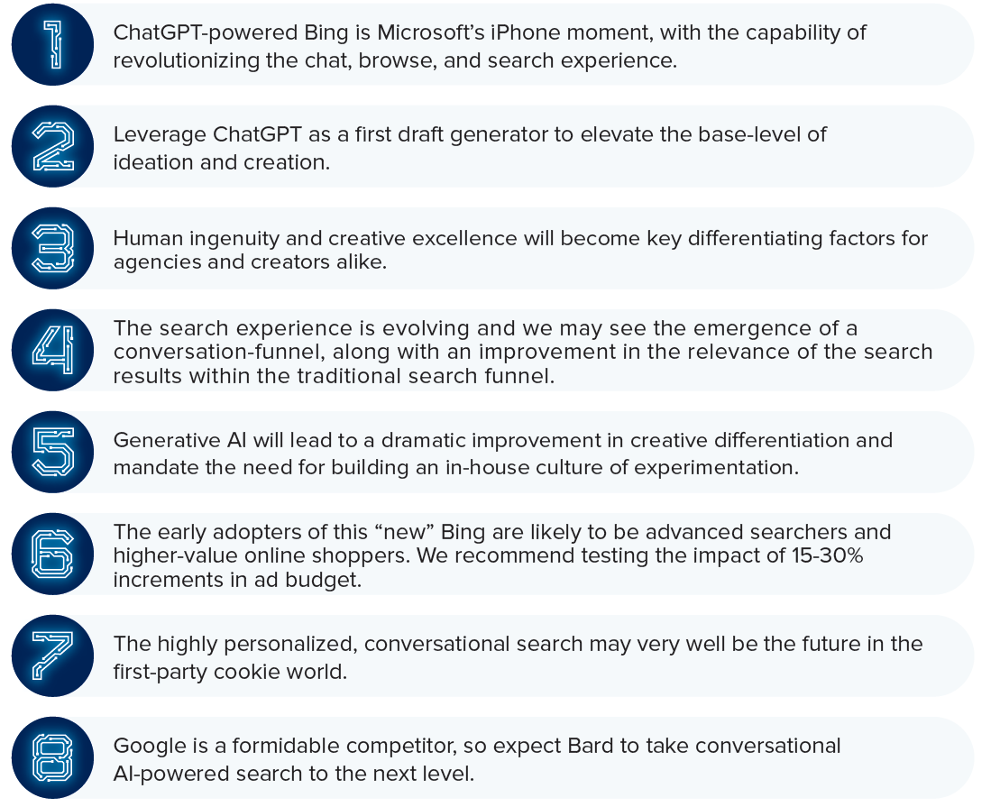 1
ChatGPT-powered Bing is Microsoft’s iPhone moment, with the capability of
revolutionizing the chat, browse, and search experience.
2
Leverage ChatGPT as a first draft generator to elevate the base-level of
ideation and creation.
3
Human ingenuity and creative excellence will become key differentiating factors for
agencies and creators alike.
4
The search experience is evolving and we may see the emergence of a
conversation-funnel, along with an improvement in the relevance of the search
results within the traditional search funnel.
5
Generative AI will lead to a dramatic improvement in creative differentiation and
mandate the need for building an in-house culture of experimentation.
6
The early adopters of this “new” Bing are likely to be advanced searchers and
higher-value online shoppers. We recommend testing the impact of 15-30%
increments in ad budget.
7
The highly personalized, conversational search may very well be the future in the
first-party cookie world.
8
Google is a formidable competitor, so expect Bard to take conversational
AI-powered search to the next level.